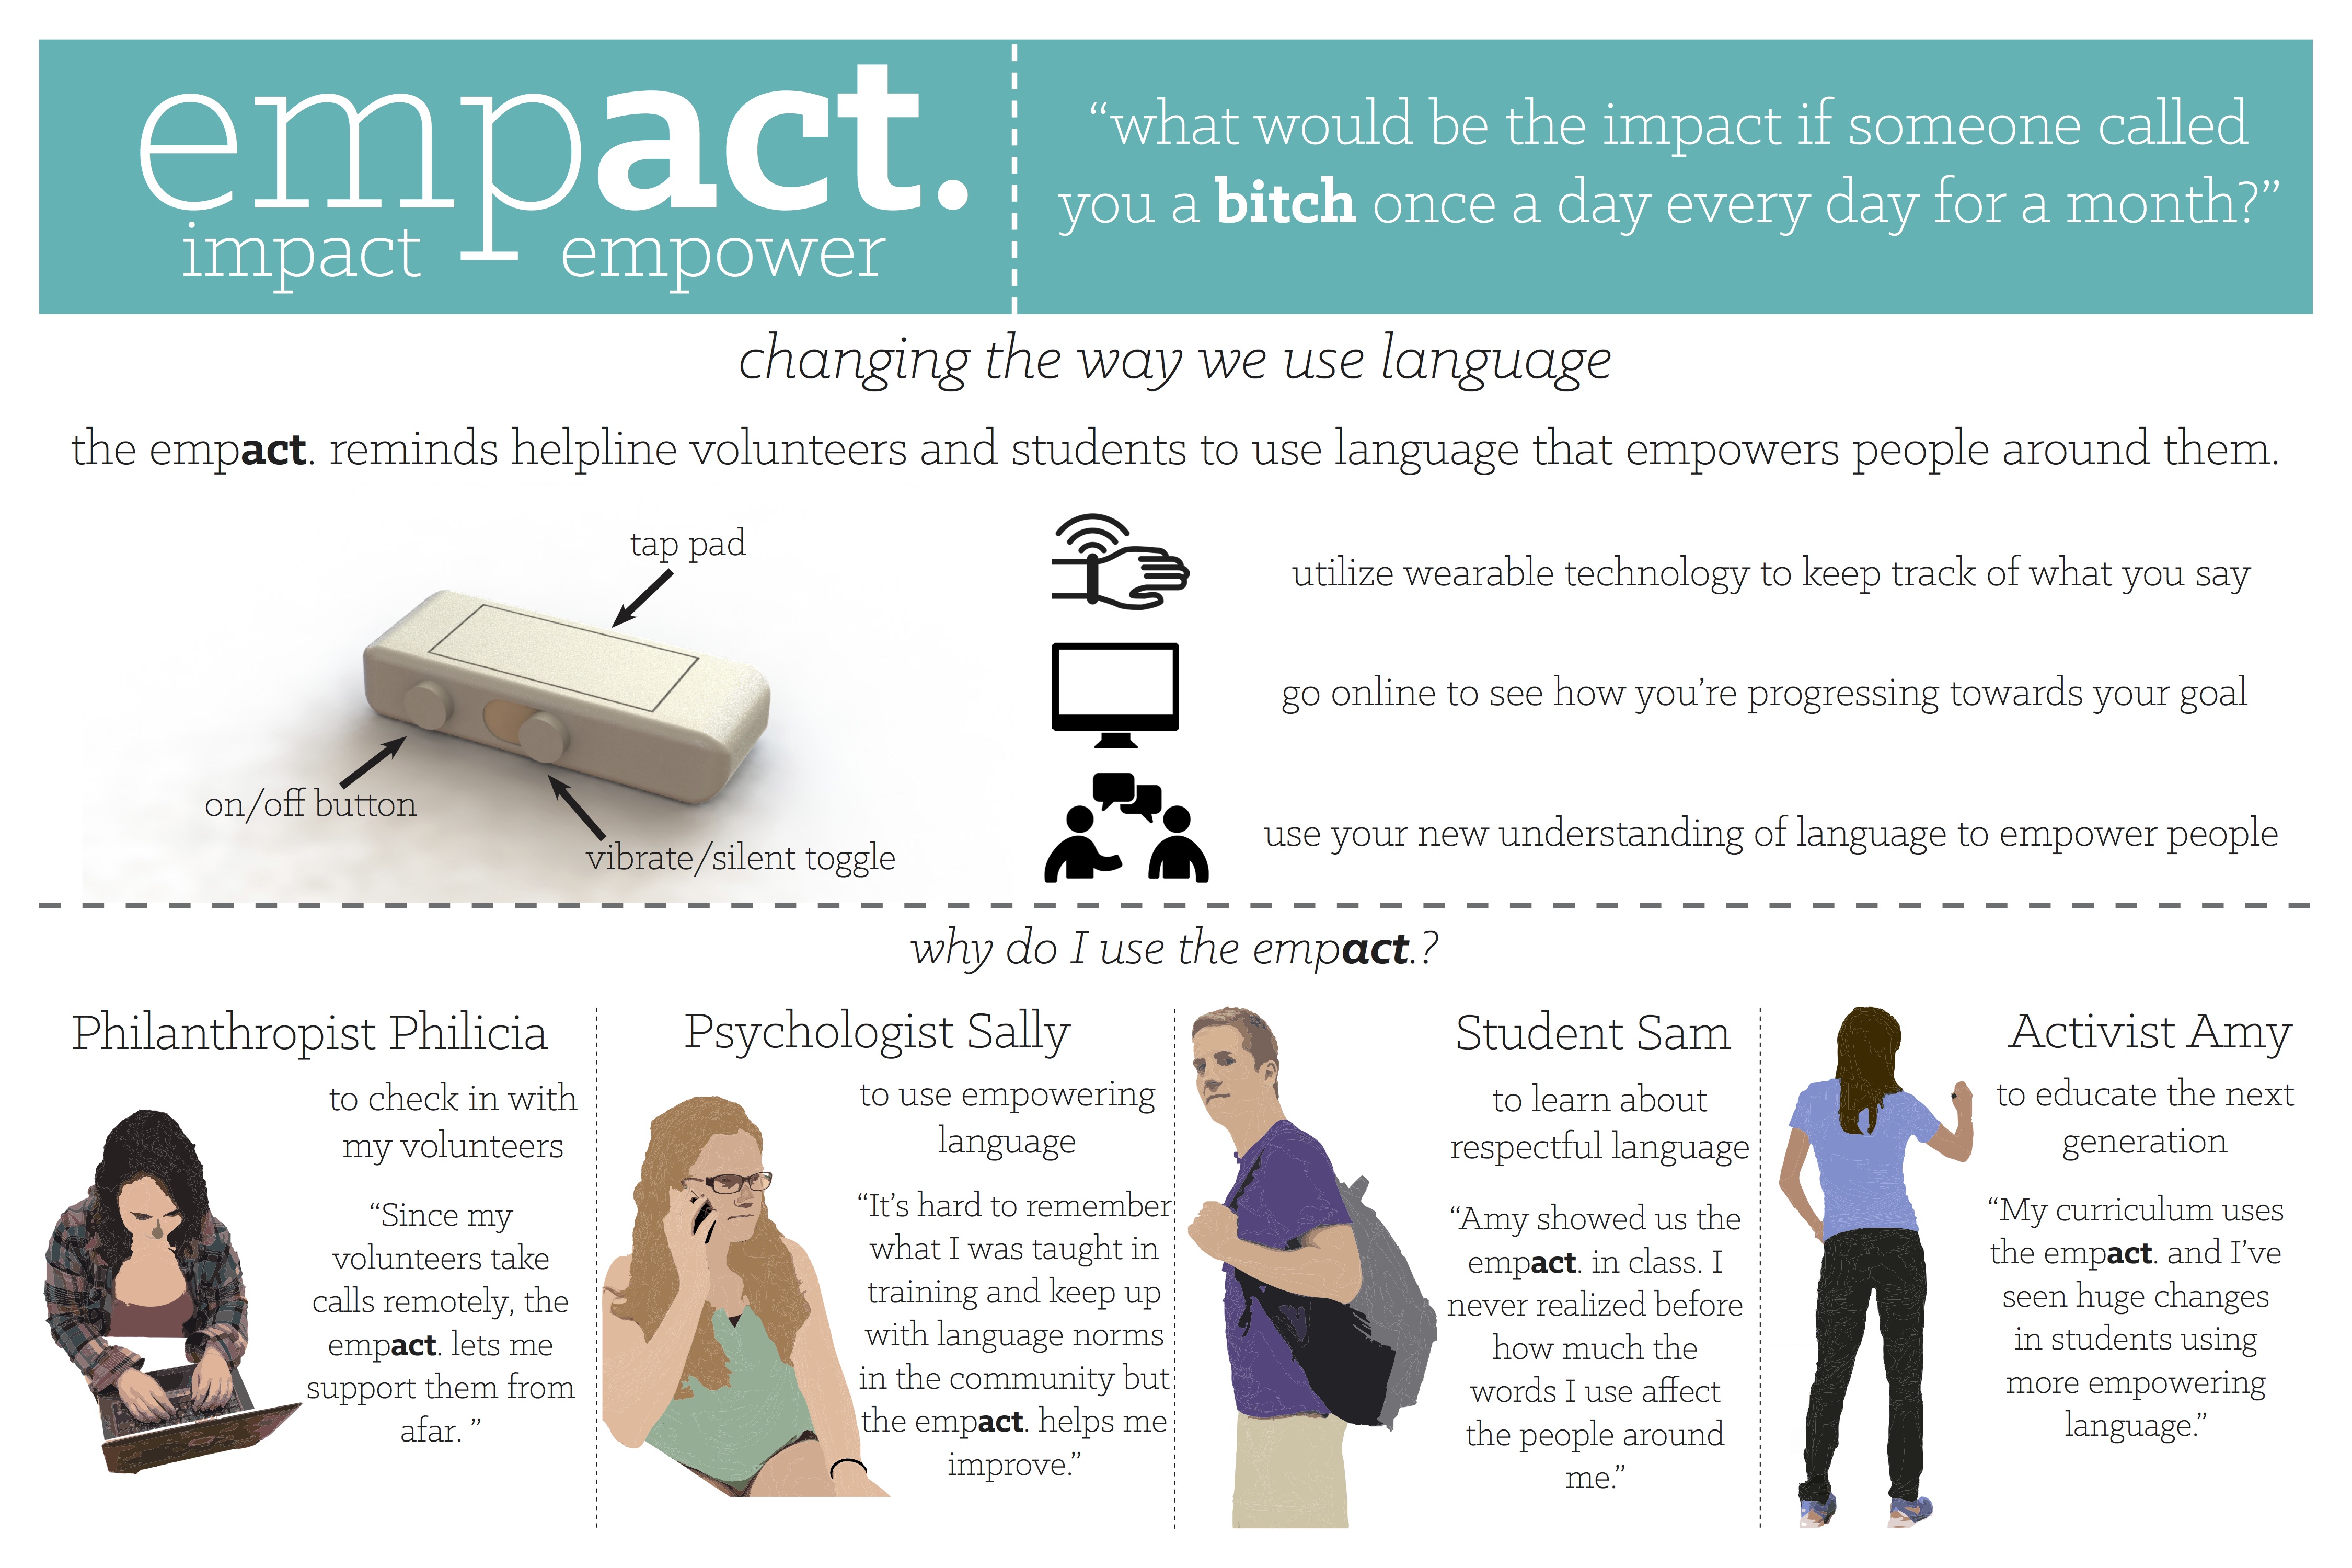 empact.
impact empower
“what would be the impact if someone called
you a bitch once a day every day for a month?”
changing the way we use language
the empact. reminds helpline volunteers and students to use language that empowers people around them.
tap pad
on/off button
vibrate/silent toggle
utilize wearable technology to keep track of what you say
go online to see how you’re progressing towards your goal
use your new understanding of language to empower people
why do I use the empact.?
Philanthropist Philicia
to check in with
my volunteers
“Since my
volunteers take
calls remotely, the
empact. lets me
support them from
afar. ”
Psychologist Sally
to use empowering
language
“It’s hard to remember
what I was taught in
training and keep up
with language norms
in the community but
the empact. helps me
improve.”
Student Sam
to learn about
respectful language
“Amy showed us the
empact. in class. I
never realized before
how much the
words I use affect
the people around
me.”
Activist Amy
to educate the next
generation
“My curriculum uses
the empact. and I’ve
seen huge changes
in students using
more empowering
language.”